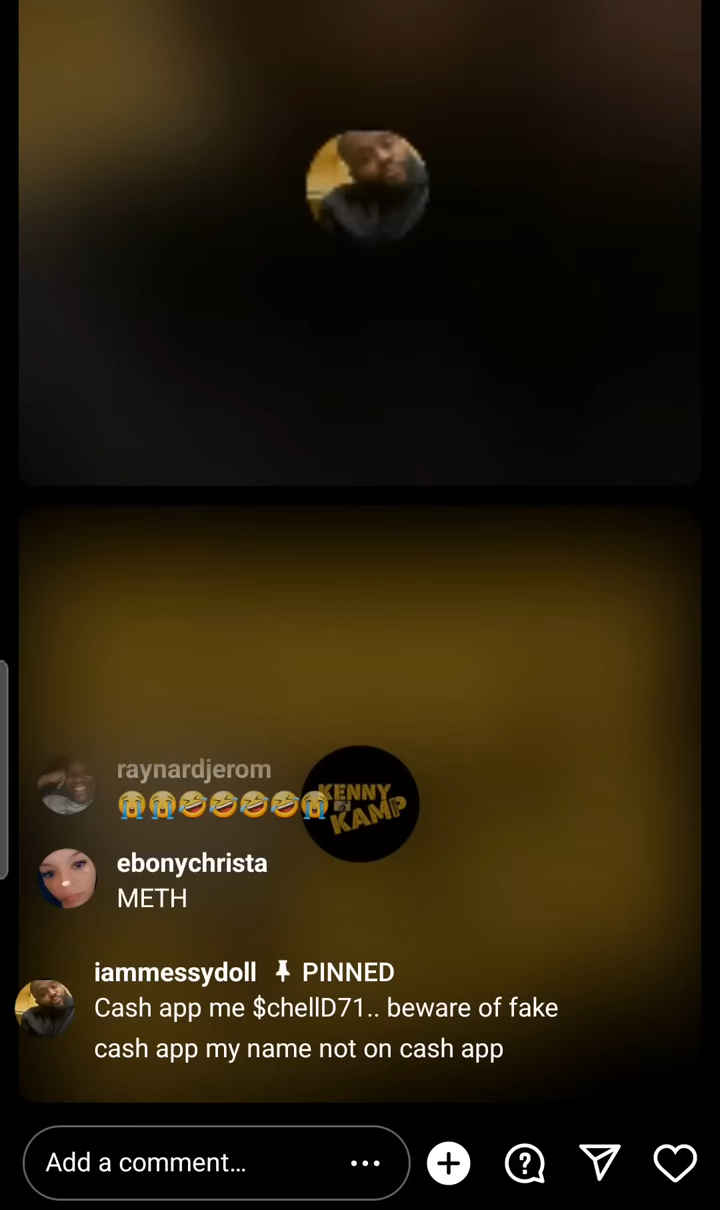 raynardjerom
😭😭🤣🤣🤣🤣😭
KENNY
KAMP
ebonychrista
METH
iammessydoll 📌 PINNED
Cash app me $chellD71.. beware of fake
cash app my name not on cash app
Add a comment...